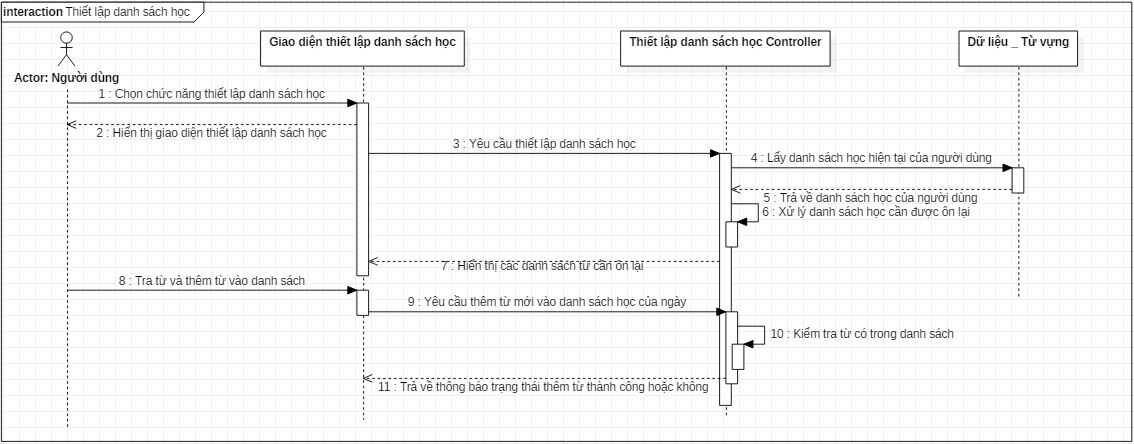 interaction Thiết lập danh sách học
Giao diện thiết lập danh sách học
Thiết lập danh sách học Controller
Dữ liệu _ Từ vựng
Actor: Người dùng
1 : Chọn chức năng thiết lập danh sách học
2 : Hiển thị giao diện thiết lập danh sách học
3 : Yêu cầu thiết lập danh sách học
4 : Lấy danh sách học hiện tại của người dùng
5 : Trả về danh sách học của người dùng
6 : Xử lý danh sách học cần được ôn lại
7 : Hiển thị các danh sách từ cần ôn lại
8 : Tra từ và thêm từ vào danh sách
9 : Yêu cầu thêm từ mới vào danh sách học của ngày
10 : Kiểm tra từ có trong danh sách
11 : Trả về thông báo trạng thái thêm từ thành công hoặc không